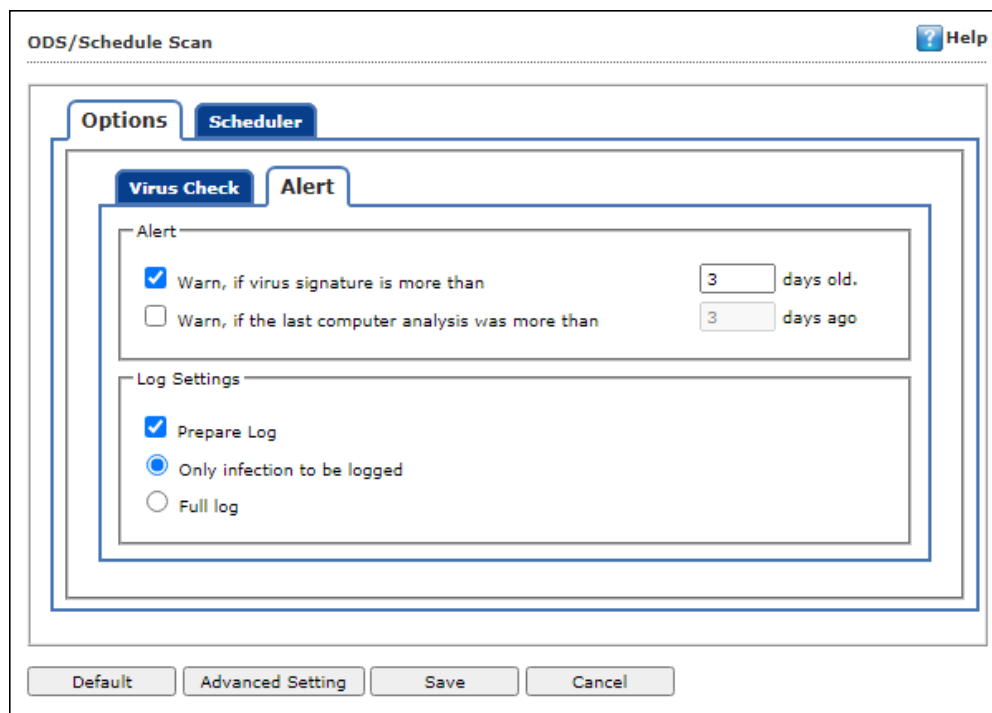 ODS/Schedule Scan
? Help
Options Scheduler
Virus Check Alert
Alert
Warn, if virus signature is more than 3 days old.
Warn, if the last computer analysis was more than 3 days ago
Log Settings
Prepare Log
Only infection to be logged
Full log
Default Advanced Setting Save Cancel